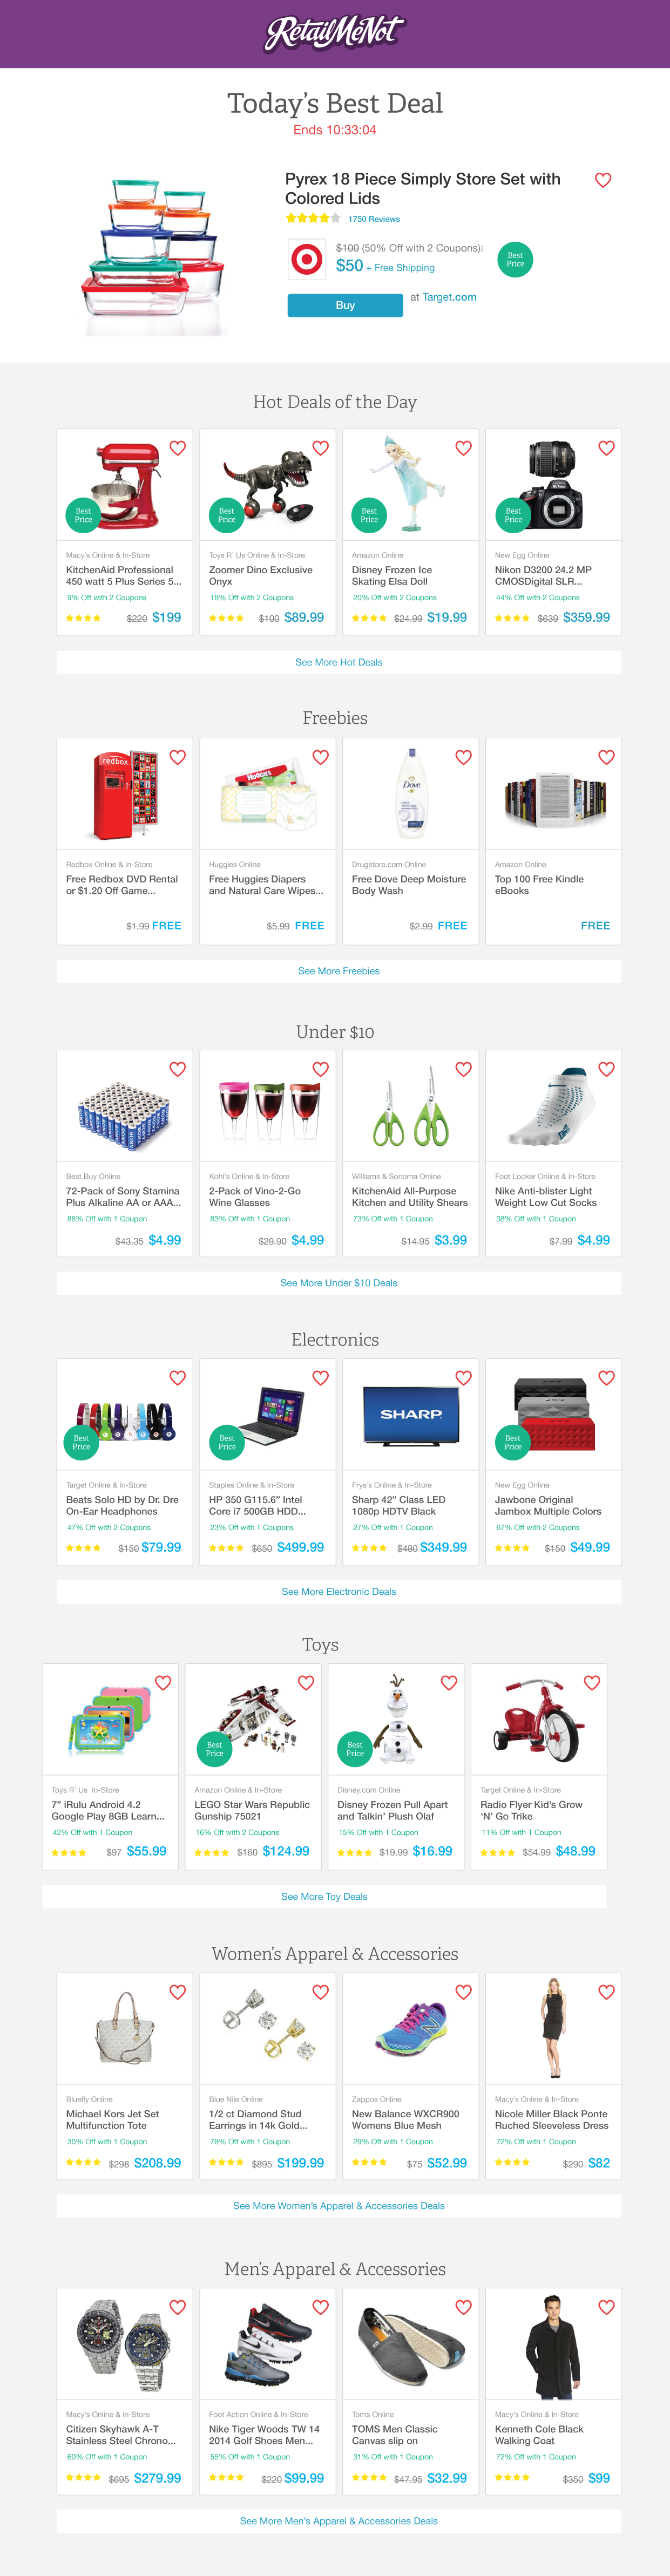 RetailMeNot
Today's Best Deal
Ends 10:33:04
Pyrex 18 Piece Simply Store Set with
Colored Lids
1750 Reviews
$100 (50% Off with 2 Coupons)
$50 + Free Shipping
Best
Price
Buy
at Target.com
Hot Deals of the Day
Best
Price
Best
Price
Best
Price
Nikon
Best
Price
Macy's Online & In-Store
KitchenAid Professional
450 watt 5 Plus Series 5...
9% Off with 2 Coupons
$220 $199
Toys R' Us Online & In-Store
Zoomer Dino Exclusive
Onyx
18% Off with 2 Coupons
$100 $89.99
Amazon Online
Disney Frozen Ice
Skating Elsa Doll
20% Off with 2 Coupons
$24.99 $19.99
New Egg Online
Nikon D3200 24.2 MP
CMOSDigital SLR...
44% Off with 2 Coupons
$639 $359.99
See More Hot Deals
Freebies
redbox
Huggies
Dove
Redbox Online & In-Store
Free Redbox DVD Rental
or $1.20 Off Game...
$1.99 FREE
Huggies Online
Free Huggies Diapers
and Natural Care Wipes...
$5.99 FREE
Drugstore.com Online
Free Dove Deep Moisture
Body Wash
$2.99 FREE
Amazon Online
Top 100 Free Kindle
eBooks
FREE
See More Freebies
Under $10
Best Buy Online
72-Pack of Sony Stamina
Plus Alkaline AA or AAA...
88% Off with 1 Coupon
$43.35 $4.99
Kohl's Online & In-Store
2-Pack of Vino-2-Go
Wine Glasses
83% Off with 1 Coupon
$29.90 $4.99
Williams & Sonoma Online
KitchenAid All-Purpose
Kitchen and Utility Shears
73% Off with 1 Coupon
$14.95 $3.99
Foot Locker Online & In-Store
Nike Anti-blister Light
Weight Low Cut Socks
38% Off with 1 Coupon
$7.99 $4.99
See More Under $10 Deals
Electronics
Best
Price
Best
Price
SHARP
Best
Price
Target Online & In-Store
Beats Solo HD by Dr. Dre
On-Ear Headphones
47% Off with 2 Coupons
$150 $79.99
Staples Online & In-Store
HP 350 G115.6" Intel
Core i7 500GB HDD...
23% Off with 1 Coupons
$650 $499.99
Frye's Online & In-Store
Sharp 42" Class LED
1080p HDTV Black
27% Off with 1 Coupon
$480 $349.99
New Egg Online
Jawbone Original
Jambox Multiple Colors
67% Off with 2 Coupons
$150 $49.99
See More Electronic Deals
Toys
Best
Price
Best
Price
Toys R' Us In-Store
7" iRulu Android 4.2
Google Play 8GB Learn...
42% Off with 1 Coupon
$97 $55.99
Amazon Online & In-Store
LEGO Star Wars Republic
Gunship 75021
16% Off with 2 Coupons
$160 $124.99
Disney.com Online
Disney Frozen Pull Apart
and Talkin' Plush Olaf
15% Off with 1 Coupon
$19.99 $16.99
Target Online & In-Store
Radio Flyer Kid's Grow
'N' Go Trike
11% Off with 1 Coupon
$54.99 $48.99
See More Toy Deals
Women's Apparel & Accessories
Bluefly Online
Michael Kors Jet Set
Multifunction Tote
30% Off with 1 Coupon
$298 $208.99
Blue Nile Online
1/2 ct Diamond Stud
Earrings in 14k Gold...
78% Off with 1 Coupon
$895 $199.99
Zappos Online
New Balance WXCR900
Womens Blue Mesh
29% Off with 1 Coupon
$75 $52.99
Macy's Online & In-Store
Nicole Miller Black Ponte
Ruched Sleeveless Dress
72% Off with 1 Coupon
$290 $82
See More Women's Apparel & Accessories Deals
Men's Apparel & Accessories
Macy's Online & In-Store
Citizen Skyhawk A-T
Stainless Steel Chrono...
60% Off with 1 Coupon
$695 $279.99
Foot Action Online & In-Store
Nike Tiger Woods TW 14
2014 Golf Shoes Men...
55% Off with 1 Coupon
$220 $99.99
Toms Online
TOMS Men Classic
Canvas slip on
31% Off with 1 Coupon
$47.95 $32.99
Macy's Online & In-Store
Kenneth Cole Black
Walking Coat
72% Off with 1 Coupon
$350 $99
See More Men's Apparel & Accessories Deals